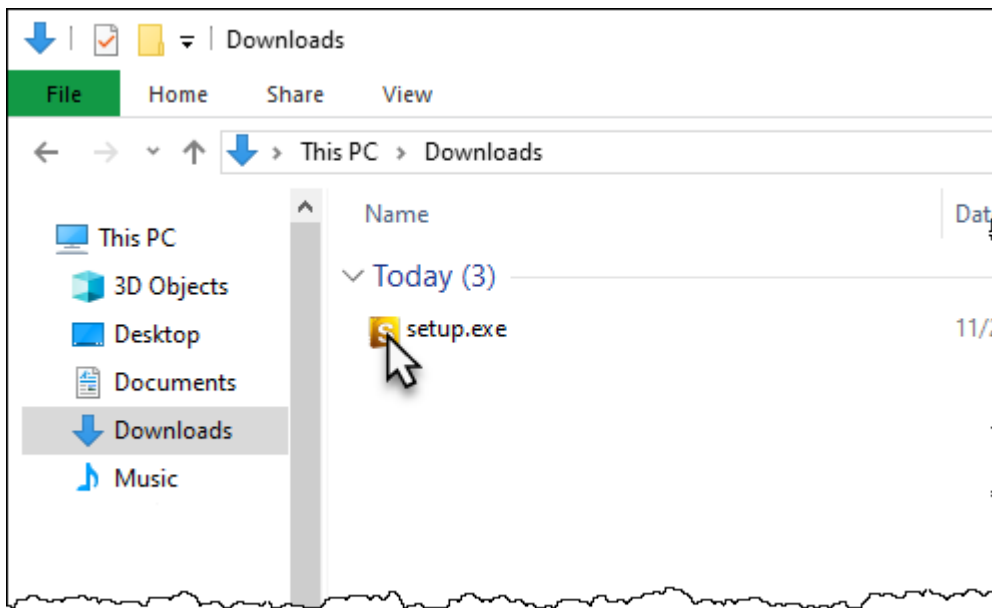 Downloads
File Home Share View
This PC > Downloads
Name
This PC
3D Objects
Desktop
Documents
Downloads
Music
Today (3)
setup.exe